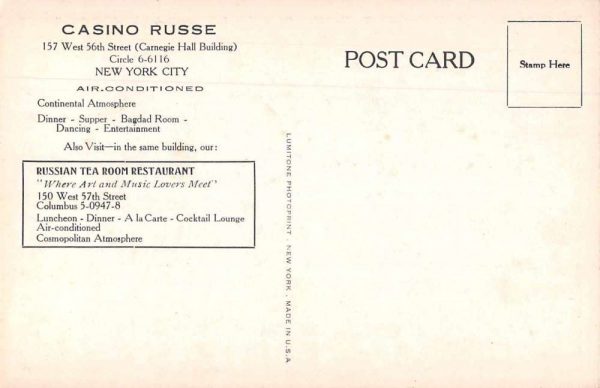 CASINO RUSSE
157 West 56th Street (Carnegie Hall Building)
Circle 6-6116
NEW YORK CITY
AIR-CONDITIONED
Continental Atmosphere
Dinner - Supper - Bagdad Room -
Dancing - Entertainment
Also Visit—in the same building, our:
RUSSIAN TEA ROOM RESTAURANT
"Where Art and Music Lovers Meet"
150 West 57th Street
Columbus 5-0947-8
Luncheon - Dinner - A la Carte - Cocktail Lounge
Air-conditioned
Cosmopolitan Atmosphere
LUMITONE PHOTOPRINT · NEW YORK . MADE IN U.S.A
POST CARD
Stamp Here